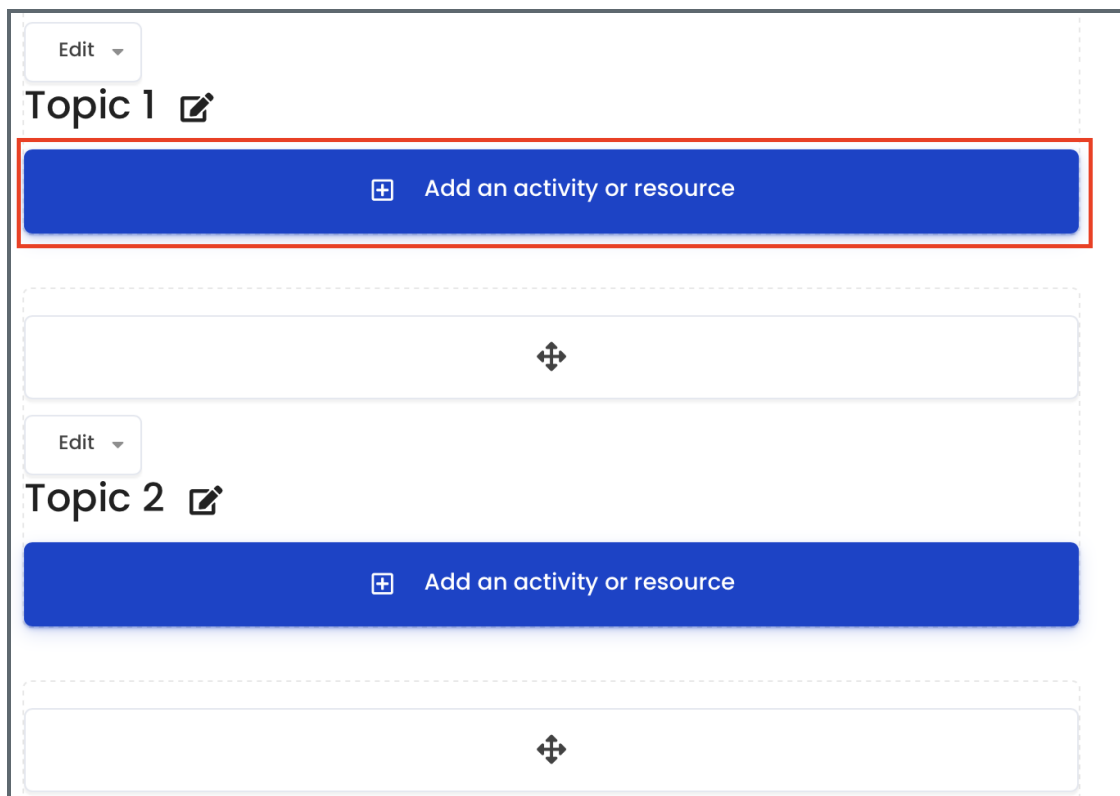 Edit
Topic 1
Add an activity or resource
Edit
Topic 2
Add an activity or resource